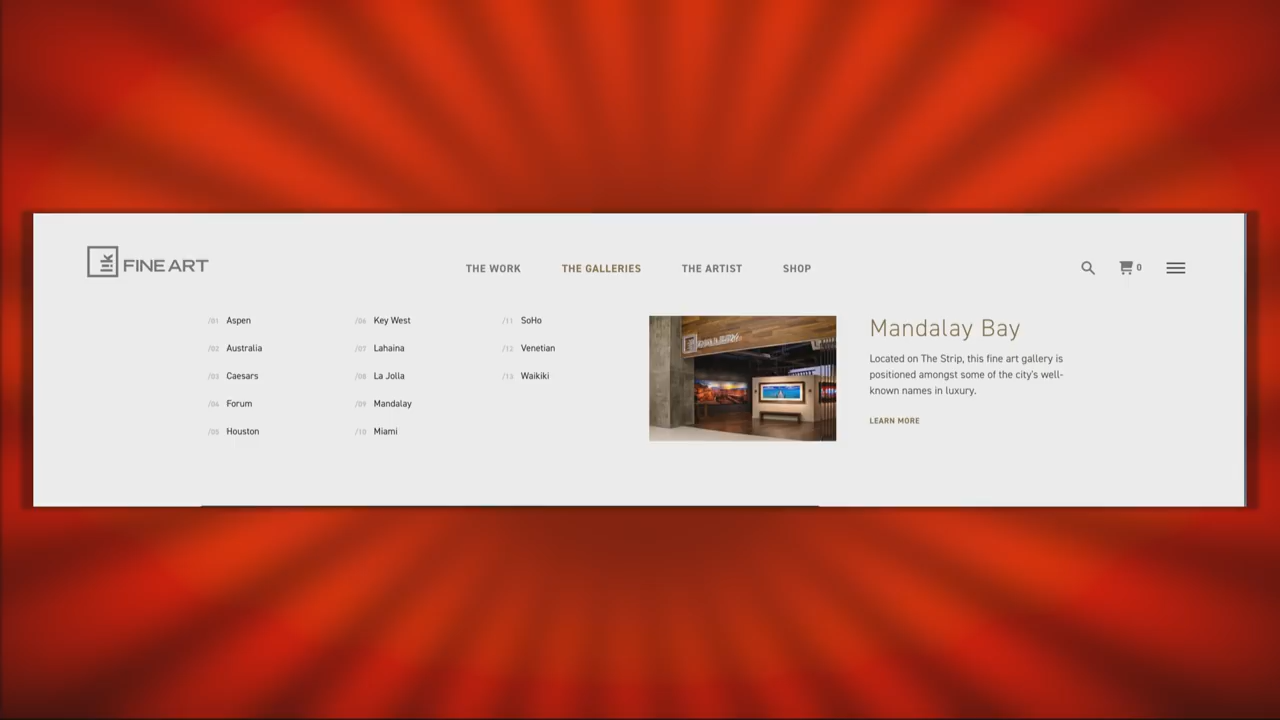 FINE ART
THE WORK
THE GALLERIES
THE ARTIST
SHOP
0
/01 Aspen
/02 Australia
/03 Caesars
/04 Forum
/05 Houston
/06 Key West
/07 Lahaina
/08 La Jolla
/09 Mandalay
/10 Miami
/11 SoHo
/12 Venetian
/13 Waikiki
Mandalay Bay
Located on The Strip, this fine art gallery is
positioned amongst some of the city's well-
known names in luxury.
LEARN MORE